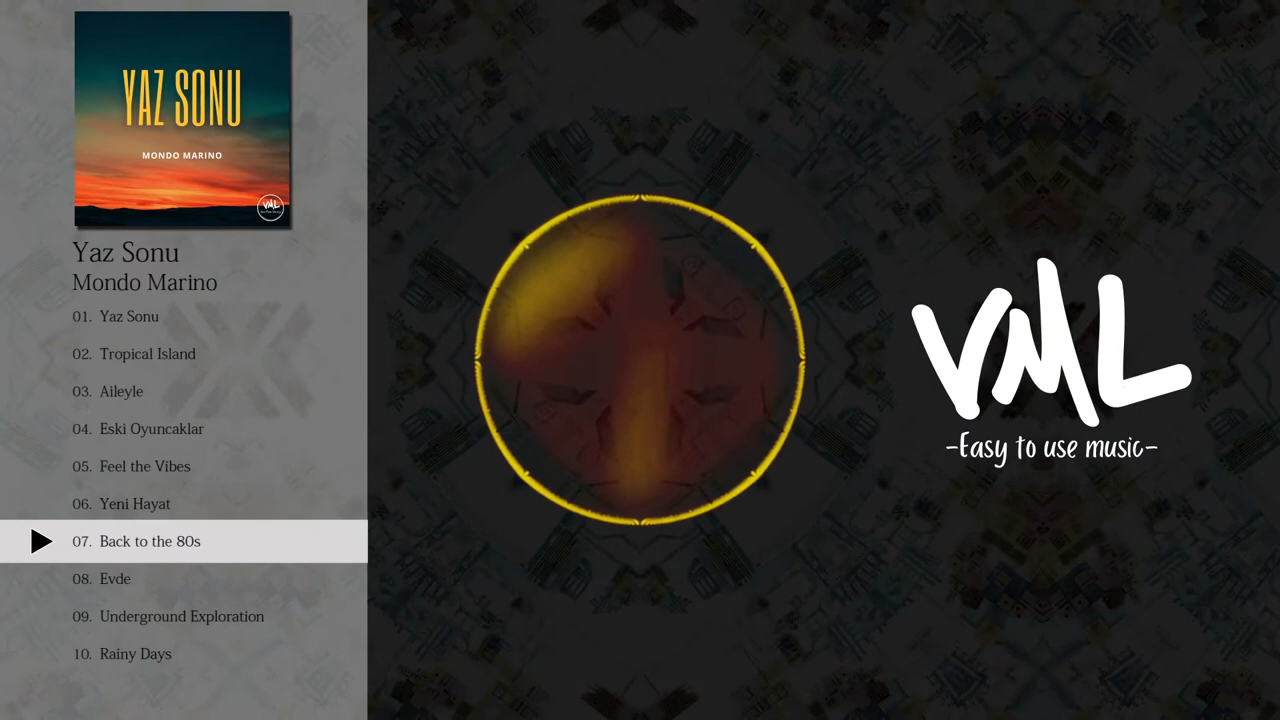 YAZ SONU
MONDO MARINO
VML
Yaz Sonu
Mondo Marino
01. Yaz Sonu
02. Tropical Island
03. Aileyle
04. Eski Oyuncaklar
05. Feel the Vibes
06. Yeni Hayat
07. Back to the 80s
08. Evde
09. Underground Exploration
10. Rainy Days
VML
-Easy to use music-